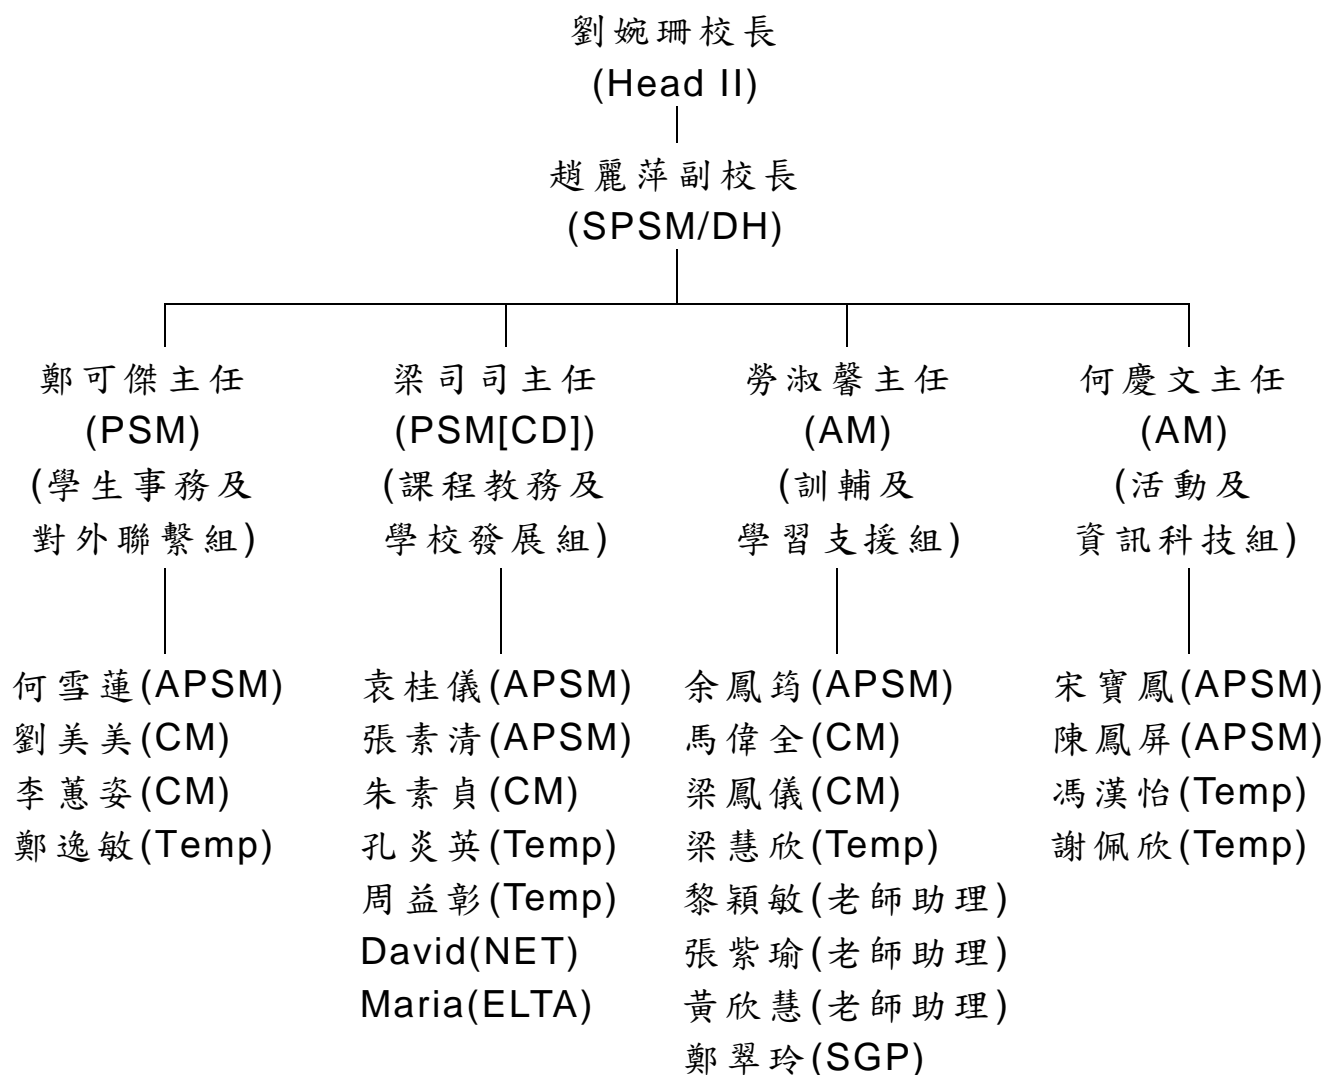 劉婉珊校長
(Head II)
趙麗萍副校長
(SPSM/DH)
鄭可傑主任
(PSM)
(學生事務及
對外聯繫組)
梁司司主任
(PSM[CD])
(課程教務及
學校發展組)
勞淑馨主任
(AM)
(訓輔及
學習支援組)
何慶文主任
(AM)
(活動及
資訊科技組)
何雪蓮(APSM)
劉美美(CM)
李蕙姿(CM)
鄭逸敏(Temp)
袁桂儀(APSM)
張素清(APSM)
朱素貞(CM)
孔炎英(Temp)
周益彰(Temp)
David(NET)
Maria(ELTA)
余鳳筠(APSM)
馬偉全(CM)
梁鳳儀(CM)
梁慧欣(Temp)
黎穎敏(老師助理)
張紫瑜(老師助理)
黃欣慧(老師助理)
鄭翠玲(SGP)
宋寶鳳(APSM)
陳鳳屏(APSM)
馮漢怡(Temp)
謝佩欣(Temp)